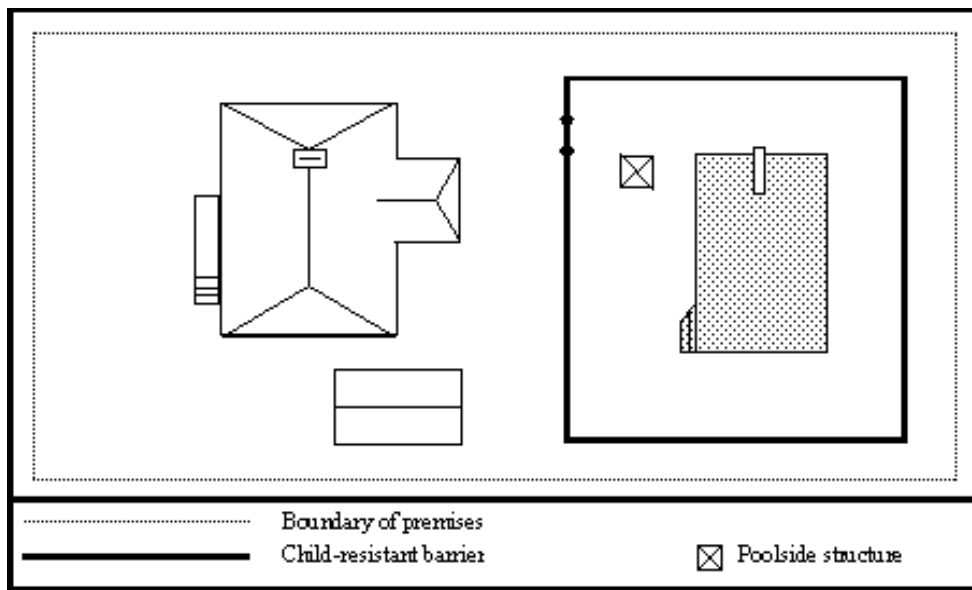 Boundary of premises
Child-resistant barrier
Poolside structure